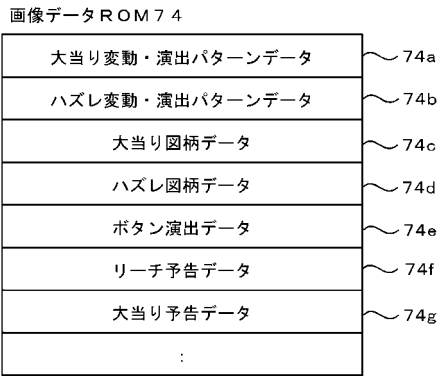 画像データROM74
大当り変動・演出パターンデータ 74a
ハズレ変動・演出パターンデータ 74b
大当り図柄データ 74c
ハズレ図柄データ 74d
ボタン演出データ 74e
リーチ予告データ 74f
大当り予告データ 74g
: